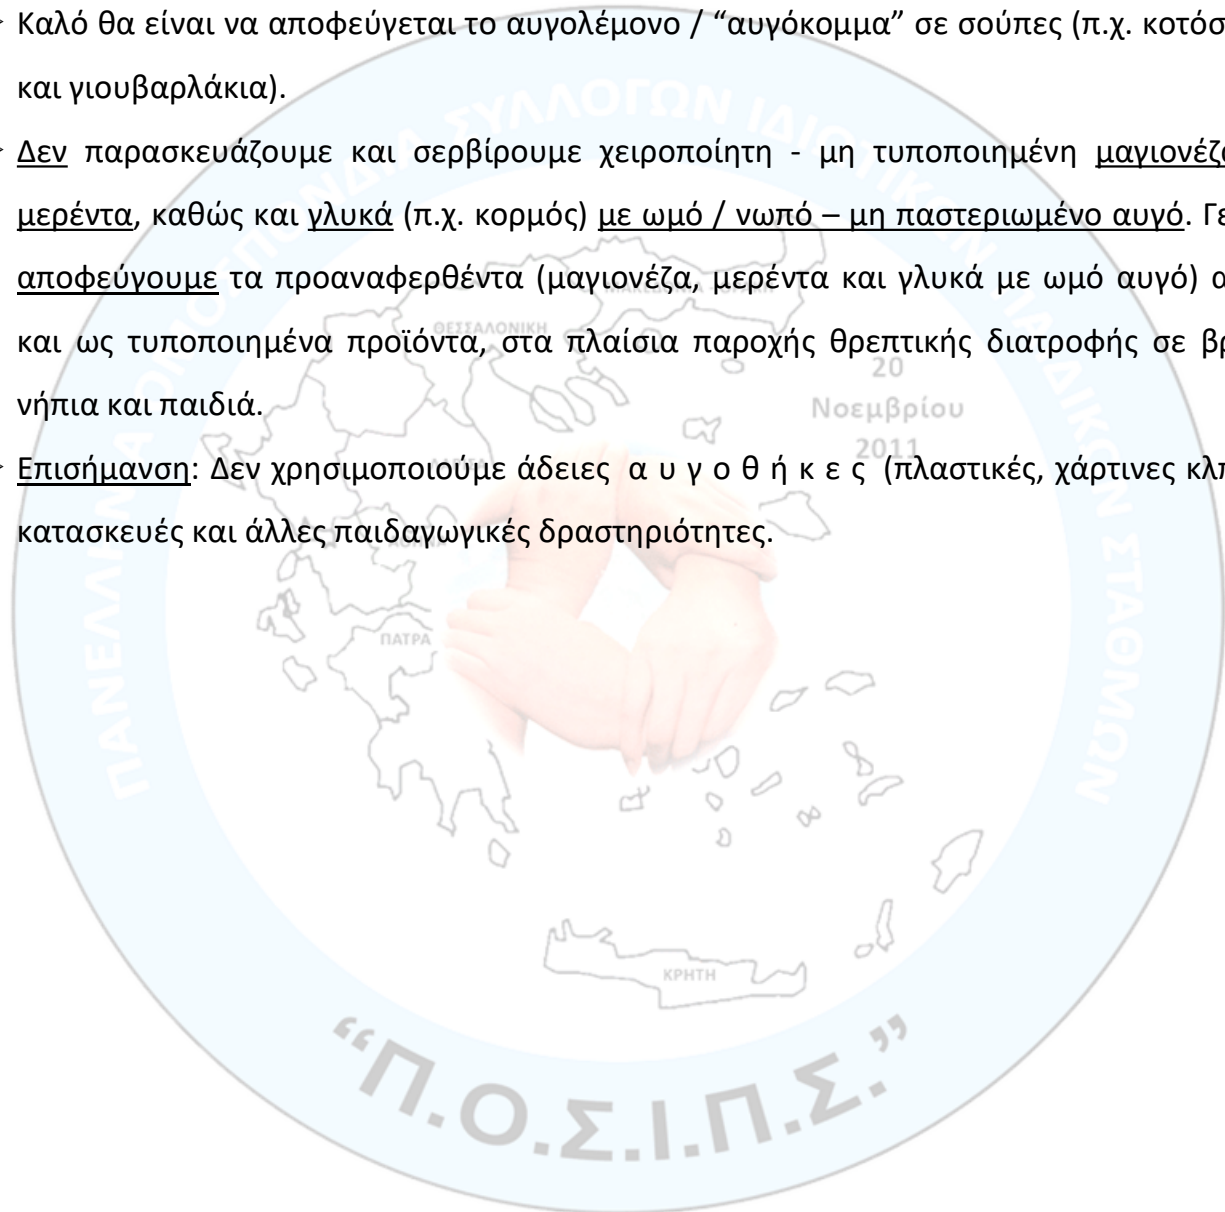 Καλό θα είναι να αποφεύγεται το αυγολέμονο / “αυγόκομμα” σε σούπες (π.χ. κοτόσ
και γιουβαρλάκια).
Δεν παρασκευάζουμε και σερβίρουμε χειροποίητη - μη τυποποιημένη μαγιονέζα
μερέντα, καθώς και γλυκά (π.χ. κορμός) με ωμό / νωπό – μη παστεριωμένο αυγό. Γε
αποφεύγουμε τα προαναφερθέντα (μαγιονέζα, μερέντα και γλυκά με ωμό αυγό) α
και ως τυποποιημένα προϊόντα, στα πλαίσια παροχής θρεπτικής διατροφής σε βρ
νήπια και παιδιά.
Επισήμανση: Δεν χρησιμοποιούμε άδειες α υ γ ο θ ή κ ε ς (πλαστικές, χάρτινες κλπ
κατασκευές και άλλες παιδαγωγικές δραστηριότητες.
ΠΑΝΕΛΛΗΝΙΑ ΟΜΟΣΠΟΝΔΙΑ ΣΥΛΛΟΓΩΝ ΙΔΙΩΤΙΚΩΝ ΠΑΙΔΙΚΩΝ ΣΤΑΘΜΩΝ
ΘΕΣΣΑΛΟΝΙΚΗ
20
Νοεμβρίου
2011
ΠΑΤΡΑ
ΚΡΗΤΗ
“Π.Ο.Σ.Ι.Π.Σ.”